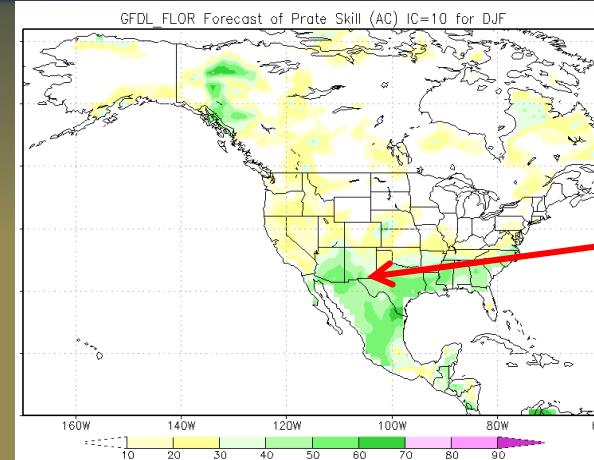 GFDL_FLOR Forecast of Prate Skill (AC) IC=10 for DJF
160W 140W 120W 100W 80W 6
10 20 30 40 50 60 70 80 90